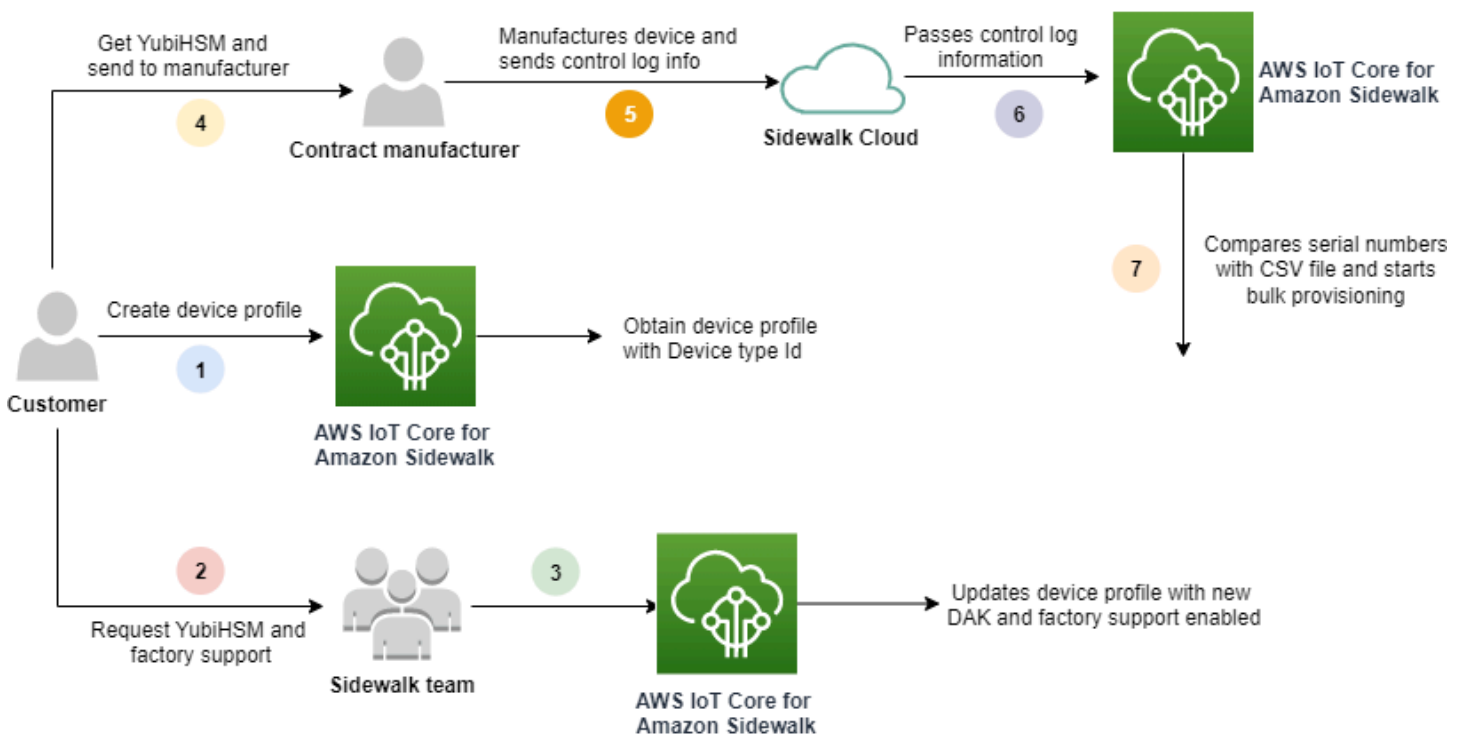 Get YubiHSM and
send to manufacturer
4
Contract manufacturer
Manufactures device and
sends control log info
5
Sidewalk Cloud
Passes control log
information
6
AWS IoT Core for
Amazon Sidewalk
7
Compares serial numbers
with CSV file and starts
bulk provisioning
Customer
Create device profile
1
AWS IoT Core for
Amazon Sidewalk
Obtain device profile
with Device type Id
2
Request YubiHSM and
factory support
Sidewalk team
3
AWS IoT Core for
Amazon Sidewalk
Updates device profile with new
DAK and factory support enabled